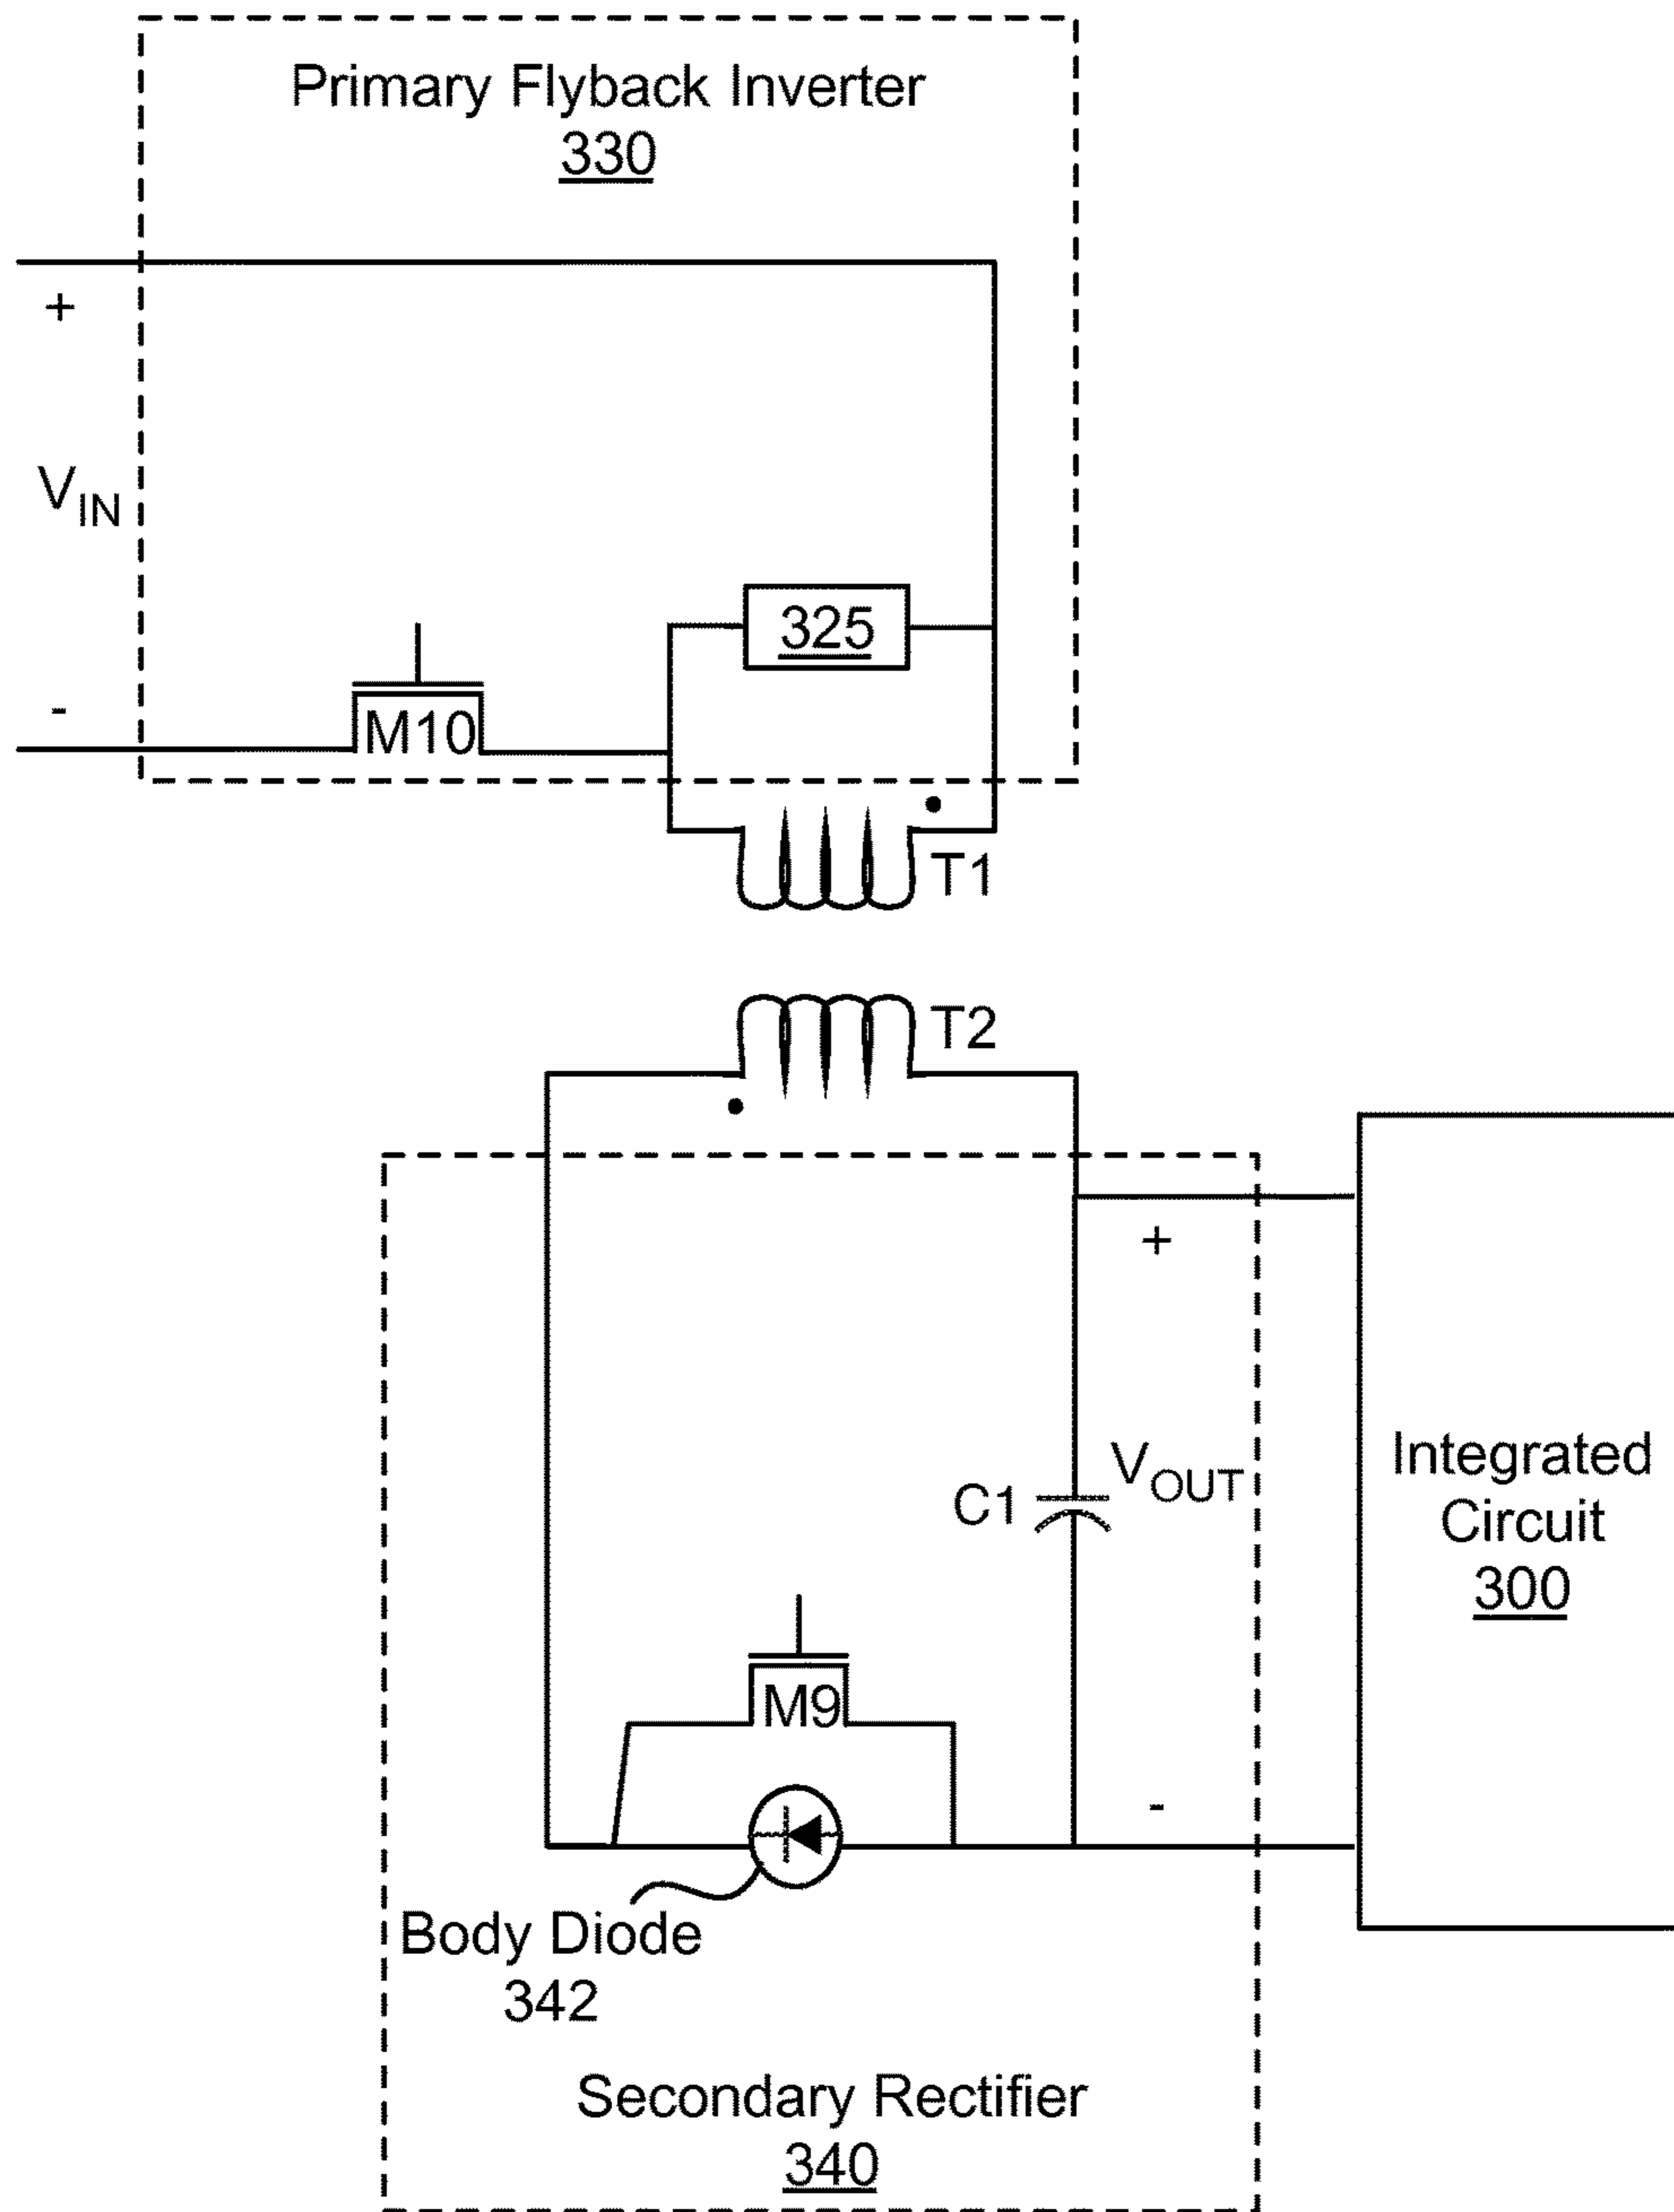 Primary Flyback Inverter
330
+
V_IN
325
-
M10
T1
T2
+
Integrated
Circuit
300
V_OUT
C1
M9
-
Body Diode
342
Secondary Rectifier
340